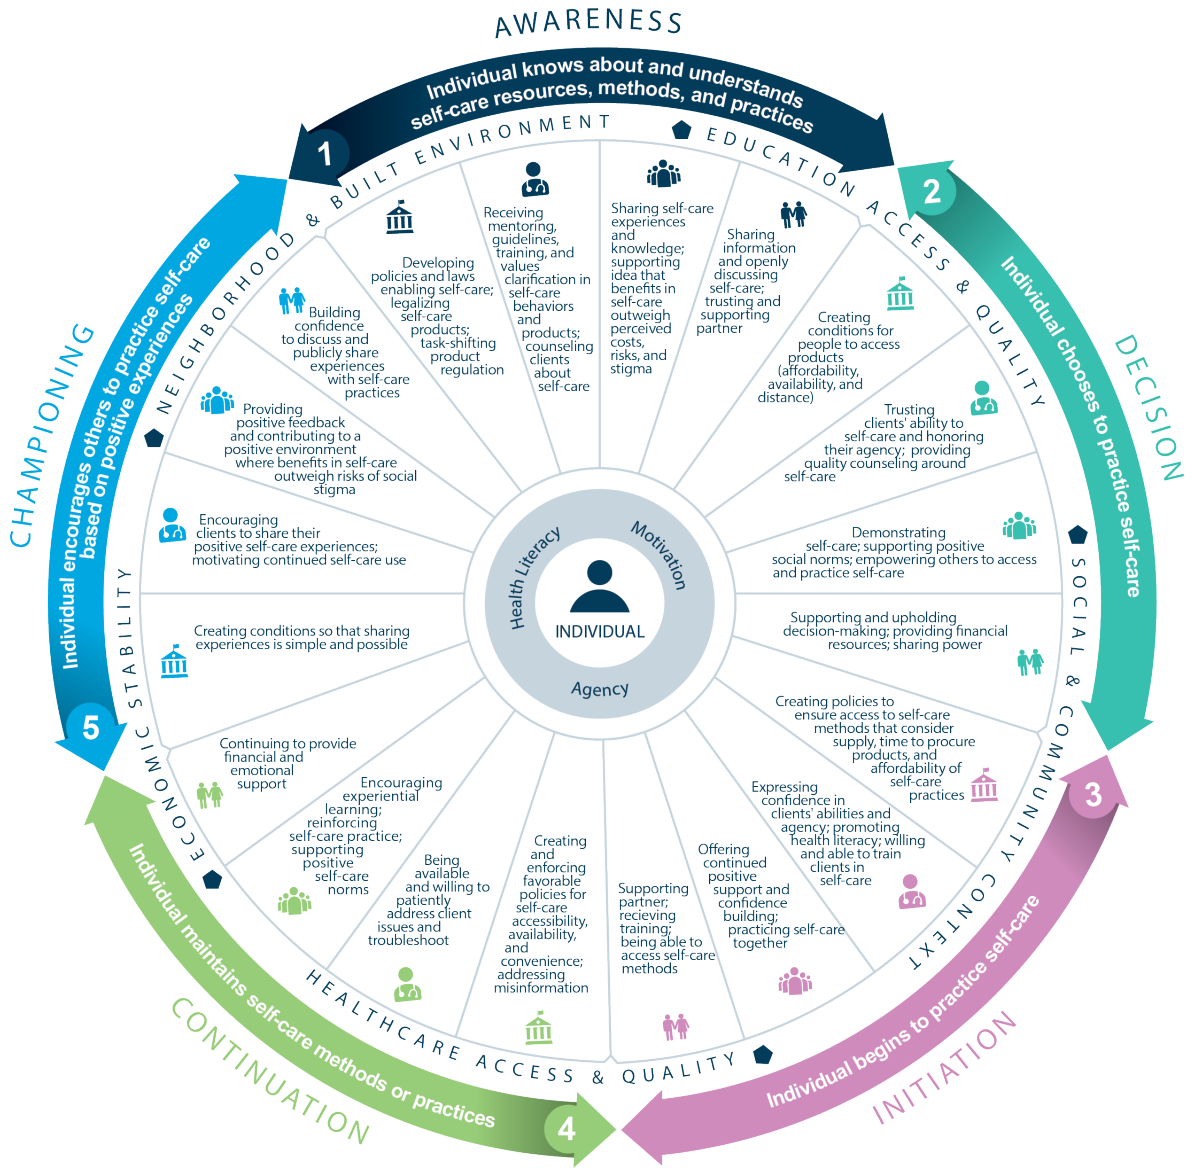 AWARENESS
Individual knows about and understands
self-care resources, methods, and practices
1
NEIGHBORHOOD & BUILT ENVIRONMENT
EDUCATION ACCESS & QUALITY
2
Individual chooses to practice self-care
DECISION
SOCIAL & COMMUNITY CONTEXT
3
Individual begins to practice self-care
INITIATION
HEALTHCARE ACCESS & QUALITY
4
Individual maintains self-care methods or practices
CONTINUATION
ECONOMIC STABILITY
5
Individual encourages others to practice self-care
based on positive experiences
CHAMPIONING
Developing
policies and laws
enabling self-care;
legalizing
self-care
products;
task-shifting
product
regulation
Receiving
mentoring,
guidelines,
training, and
values
clarification in
self-care
behaviors
and
products;
counseling
clients
about
self-care
Sharing self-care
experiences
and
knowledge;
supporting
idea that
benefits in
self-care
outweigh
perceived
costs,
risks, and
stigma
Sharing
information
and openly
discussing
self-care;
trusting and
supporting
partner
Creating
conditions for
people to access
products
(affordability,
availability, and
distance)
Trusting
clients' ability to
self-care and honoring
their agency; providing
quality counseling around
self-care
Demonstrating
self-care; supporting positive
social norms; empowering others to access
and practice self-care
Supporting and upholding
decision-making; providing financial
resources; sharing power
Creating policies to
ensure access to self-care
methods that consider
supply, time to procure
products, and
affordability of
self-care
practices
Expressing
confidence in
clients' abilities and
agency; promoting
health literacy; willing
and able to train
clients in
self-care
Offering
continued
positive
support and
confidence
building;
practicing self-care
together
Supporting
partner;
recieving
training;
being able to
access self-care
methods
Creating
and
enforcing
favorable
policies for
self-care
accessibility,
availability,
and
convenience;
addressing
misinformation
Being
available
and willing to
patiently
address client
issues and
troubleshoot
Encouraging
experiential
learning;
reinforcing
self-care practice;
supporting
positive
self-care
norms
Continuing to provide
financial and
emotional
support
Creating conditions so that sharing
experiences is simple and possible
Encouraging
clients to share their
positive self-care experiences;
motivating continued self-care use
Providing
positive feedback
and contributing to a
positive environment
where benefits in self-care
outweigh risks of social
stigma
Building
confidence
to discuss and
publicly share
experiences
with self-care
practices
Health Literacy
Motivation
INDIVIDUAL
Agency